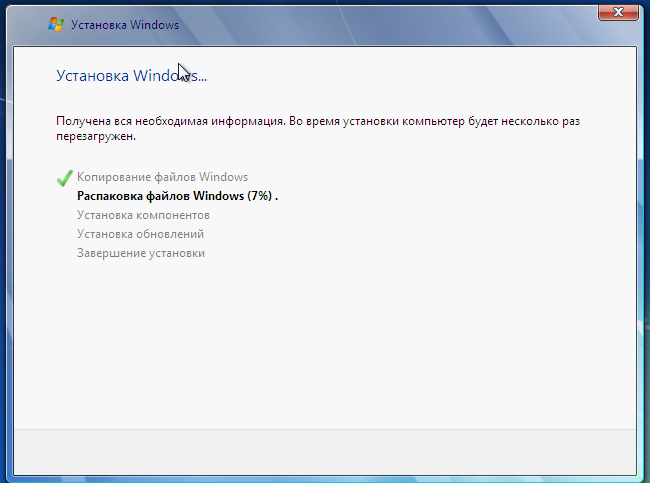 Установка Windows
Установка Windows...
Получена вся необходимая информация. Во время установки компьютер будет несколько раз
перезагружен.
Копирование файлов Windows
Распаковка файлов Windows (7%) .
Установка компонентов
Установка обновлений
Завершение установки